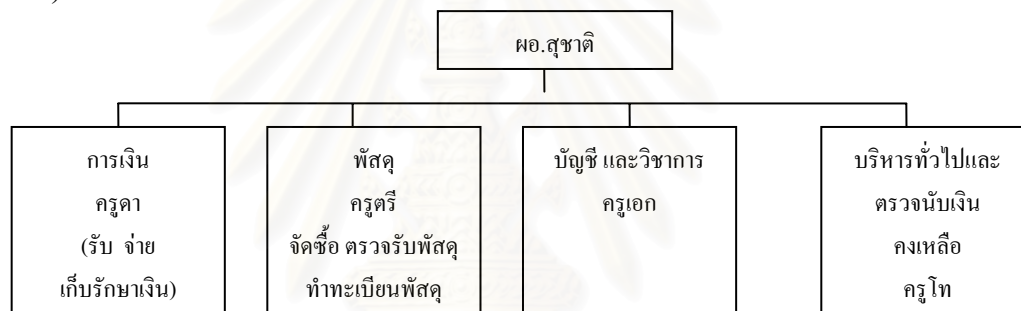 )
ผอ.สุชาติ
การเงิน
ครูดา
(รับ จ่าย
เก็บรักษาเงิน)
พัสดุ
ครูตรี
จัดซื้อ ตรวจรับพัสดุ
ทำทะเบียนพัสดุ
บัญชี และวิชาการ
ครูเอก
บริหารทั่วไปและ
ตรวจนับเงิน
คงเหลือ
ครูโท